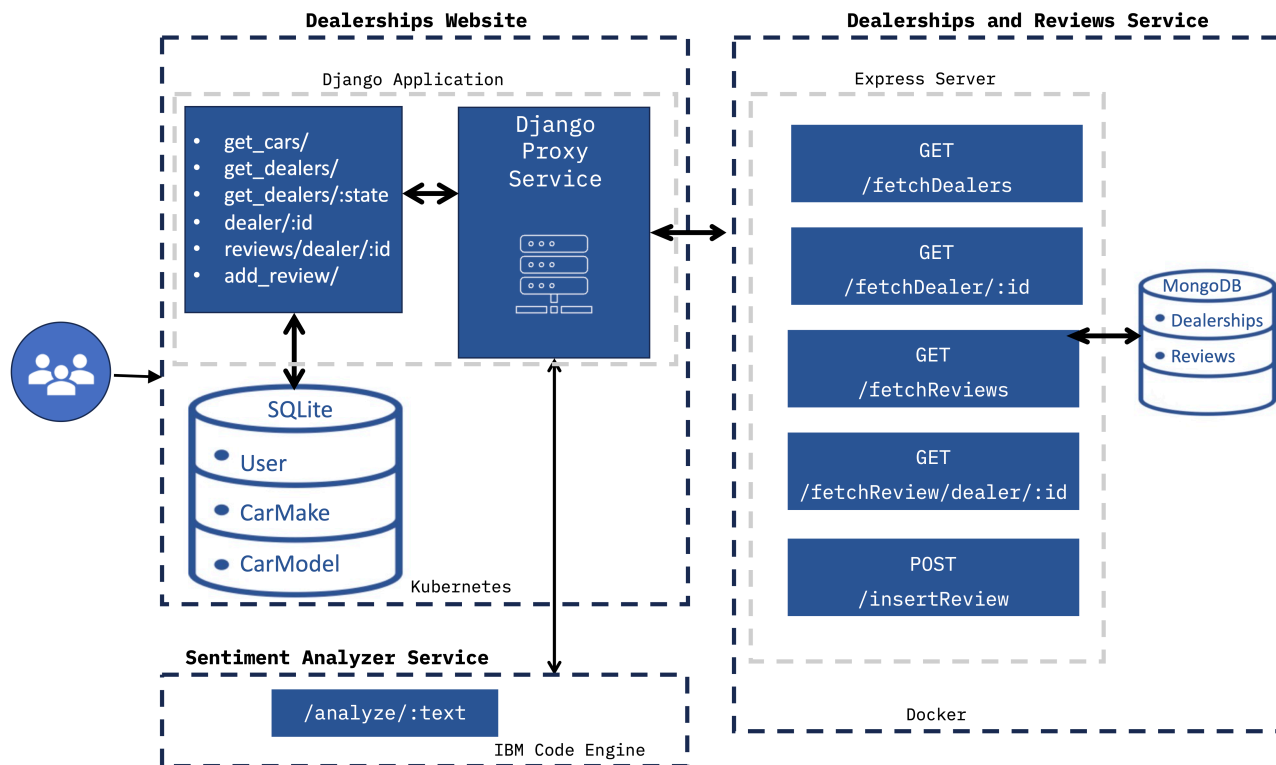 Dealerships Website
Django Application
• get_cars/
• get_dealers/
• get_dealers/:state
• dealer/:id
• reviews/dealer/:id
• add_review/
Django
Proxy
Service
SQLite
• User
• CarMake
• CarModel
Kubernetes
Sentiment Analyzer Service
/analyze/:text
IBM Code Engine
Dealerships and Reviews Service
Express Server
GET
/fetchDealers
GET
/fetchDealer/:id
GET
/fetchReviews
GET
/fetchReview/dealer/:id
POST
/insertReview
MongoDB
• Dealerships
• Reviews
Docker